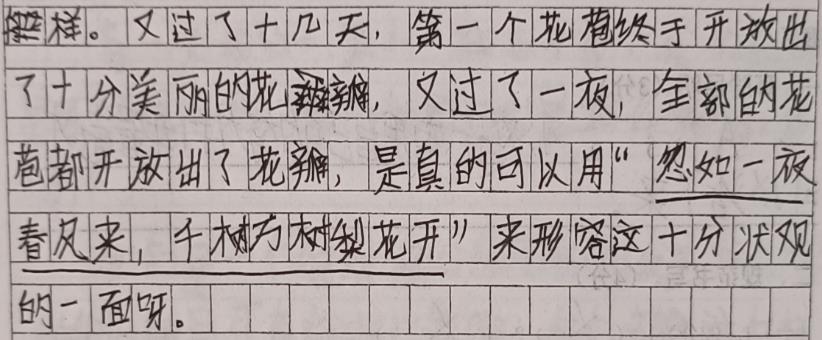 样。又过了十几天，第一个花苞终于开放出
了十分美丽的花瓣，又过了一夜，全部的花
苞都开放出了花瓣，是真的可以用“忽如一夜
春风来，千树万树梨花开”来形容这十分状观
的一面呀。